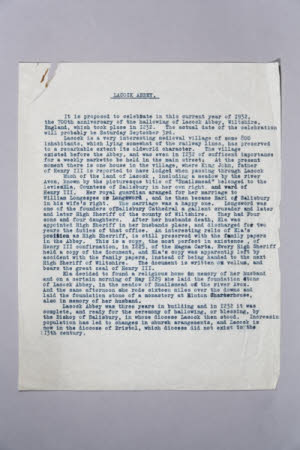 LACOCK ABBEY.
It is proposed to celebrate in this current year of 1932,
the 700th anniversary of the hallowing of Lacock Abbey, Wiltshire,
England, which took place in 1232. The actual date of the celebration
will probably be Saturday September 3rd.
Lacock is a very interesting medieval village of some 800
inhabitants, which lying somewhat off the railway lines, has preserved
to a remarkable extent its olderly character. The village
existed before the Abbey, and was even in 1232 of sufficent importance
for a weekly market to be held in the main street. At the present
moment there is one house in the village, where King John, father
of Henry III is reported to have lodged when passing through Lacock
Much of the land of Lacock, including a meadow by the river
Avon, known by the picturesque title of "Snailsmead" belonged to the
Countess of Salisbury in her own right and ward of
Henry III. Her royal guardian arranged for her marriage to
William Longespee or Longsword, and he then became Earl of Salisbury
in his wife's right. The marriage was a happy one. Longsword was
one of the founders of Salisbury Cathedral a gallant crusader and later
and later High Sheriff of the county of Wiltshire. They had four
sons and four daughters. After her husbands death, Ela was
appointed High Sheriff in her husbands place, and discharged for two
years the duties of that office. An interesting relic of Ela's
position as High Sheriff of Wiltshire is kept with the family papers
in the Abbey. This is a copy, the most perfect in existance, of
Henry III confirmation, in 1225, of the Magna Carta. Every High Sheriff
held a copy of the document, and Ela's copy was apparently left by
accident with the family papers, instead of being handed to the next
High Sheriff of Wiltshire. The document is written on vellum, and
bears the great seal of Henry III.
Ela decided to found a religious home in memory of her husband
and on a certain morning of May 1229 she laid the foundation stone
of Lacock Abbey, in the meadow of Snailsmead on the river Avon.
And the same afternoon she rode sixteen miles over the downs and
laid the foundation stone of a monastery at Hinton Charterhouse,
also in memory of her husband.
Lacock Abbey was three years in building and in 1232 it was
complete, and ready for the ceremony of hallowing, or blessing, by
the Bishop of Salisbury, in whose diocese Lacock then stood. Increasin
population has led to changes in church arrangements, and Lacock is
now in the diocese of Bristol, which diocese did not exist in the
13th century.